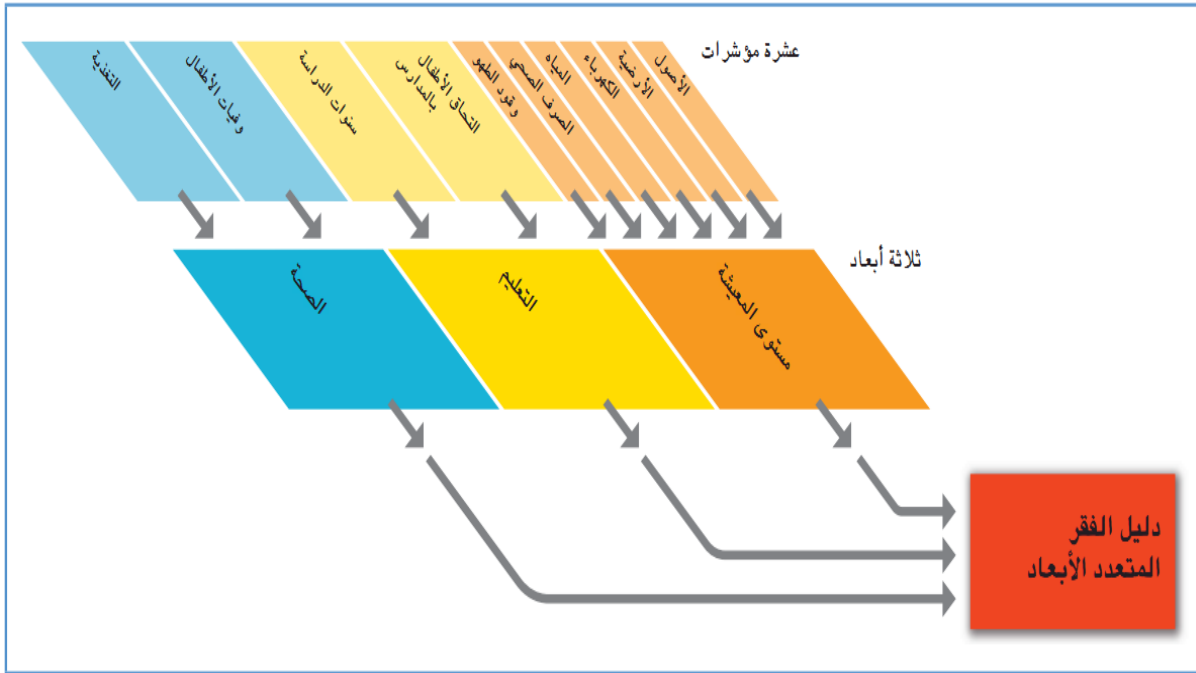 عشرة مؤشرات
الأصول
الأرضية
الكهرباء
المياه
الصرف الصحي
وقود الطهو
التحاق الأطفال
بالمدارس
سنوات الدراسة
وفيات الأطفال
التغذية
ثلاثة أبعاد
مستوى المعيشة
التعليم
الصحة
دليل الفقر
المتعدد الأبعاد